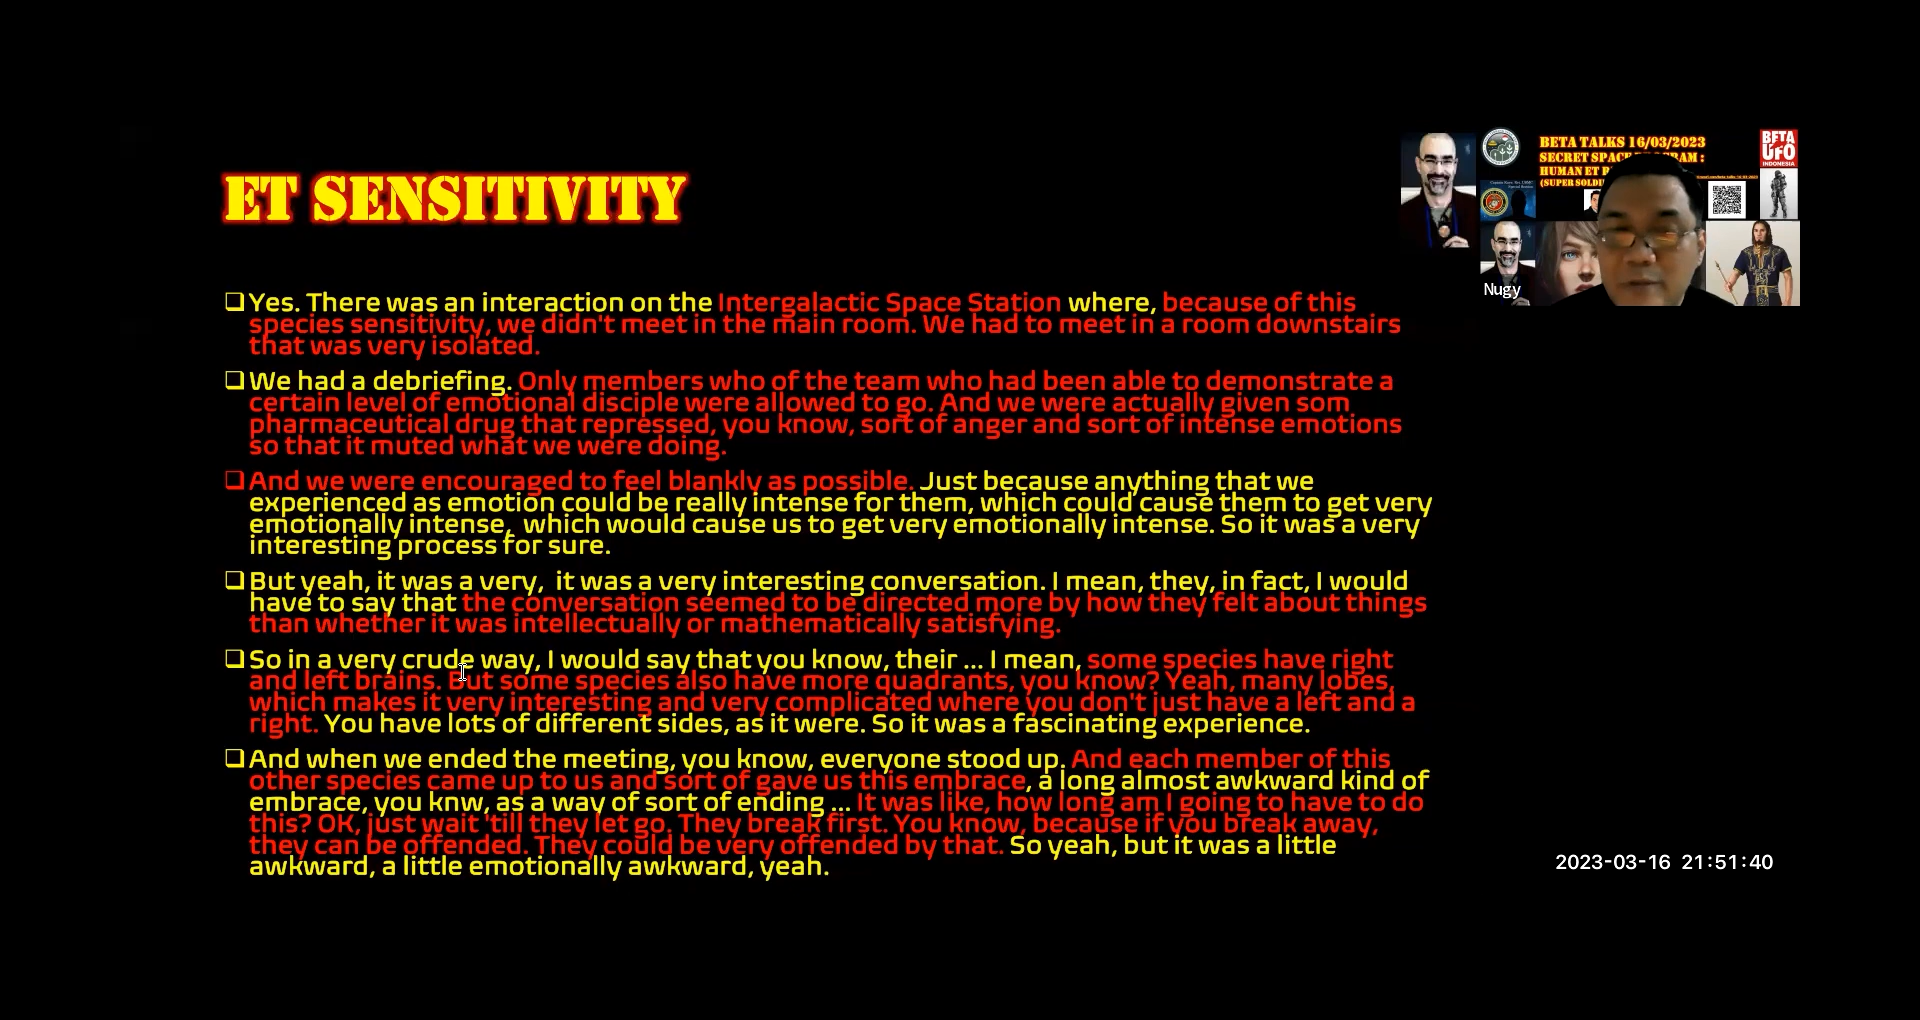 ET SENSITIVITY
Yes. There was an interaction on the Intergalactic Space Station where, because of this
species sensitivity, we didn't meet in the main room. We had to meet in a room downstairs
that was very isolated.
We had a debriefing. Only members who of the team who had been able to demonstrate a
certain level of emotional disciple were allowed to go. And we were actually given som
pharmaceutical drug that repressed, you know, sort of anger and sort of intense emotions
so that it muted what we were doing.
And we were encouraged to feel blankly as possible. Just because anything that we
experienced as emotion could be really intense for them, which could cause them to get very
emotionally intense, which would cause us to get very emotionally intense. So it was a very
interesting process for sure.
But yeah, it was a very, it was a very interesting conversation. I mean, they, in fact, I would
have to say that the conversation seemed to be directed more by how they felt about things
than whether it was intellectually or mathematically satisfying.
So in a very crude way, I would say that you know, their ... I mean, some species have right
and left brains. But some species also have more quadrants, you know? Yeah, many lobes,
which makes it very interesting and very complicated where you don't just have a left and a
right. You have lots of different sides, as it were. So it was a fascinating experience.
And when we ended the meeting, you know, everyone stood up. And each member of this
other species came up to us and sort of gave us this embrace, a long almost awkward kind of
embrace, you knw, as a way of sort of ending ... It was like, how long am I going to have to do
this? OK, just wait 'till they let go. They break first. You know, because if you break away,
they can be offended. They could be very offended by that. So yeah, but it was a little
awkward, a little emotionally awkward, yeah.
BETA TALKS 16/03/2023
SECRET SPACE
HUMAN ET
(SUPER
BETA
UFO
INDONESIA
Nugy
2023-03-16 21:51:40